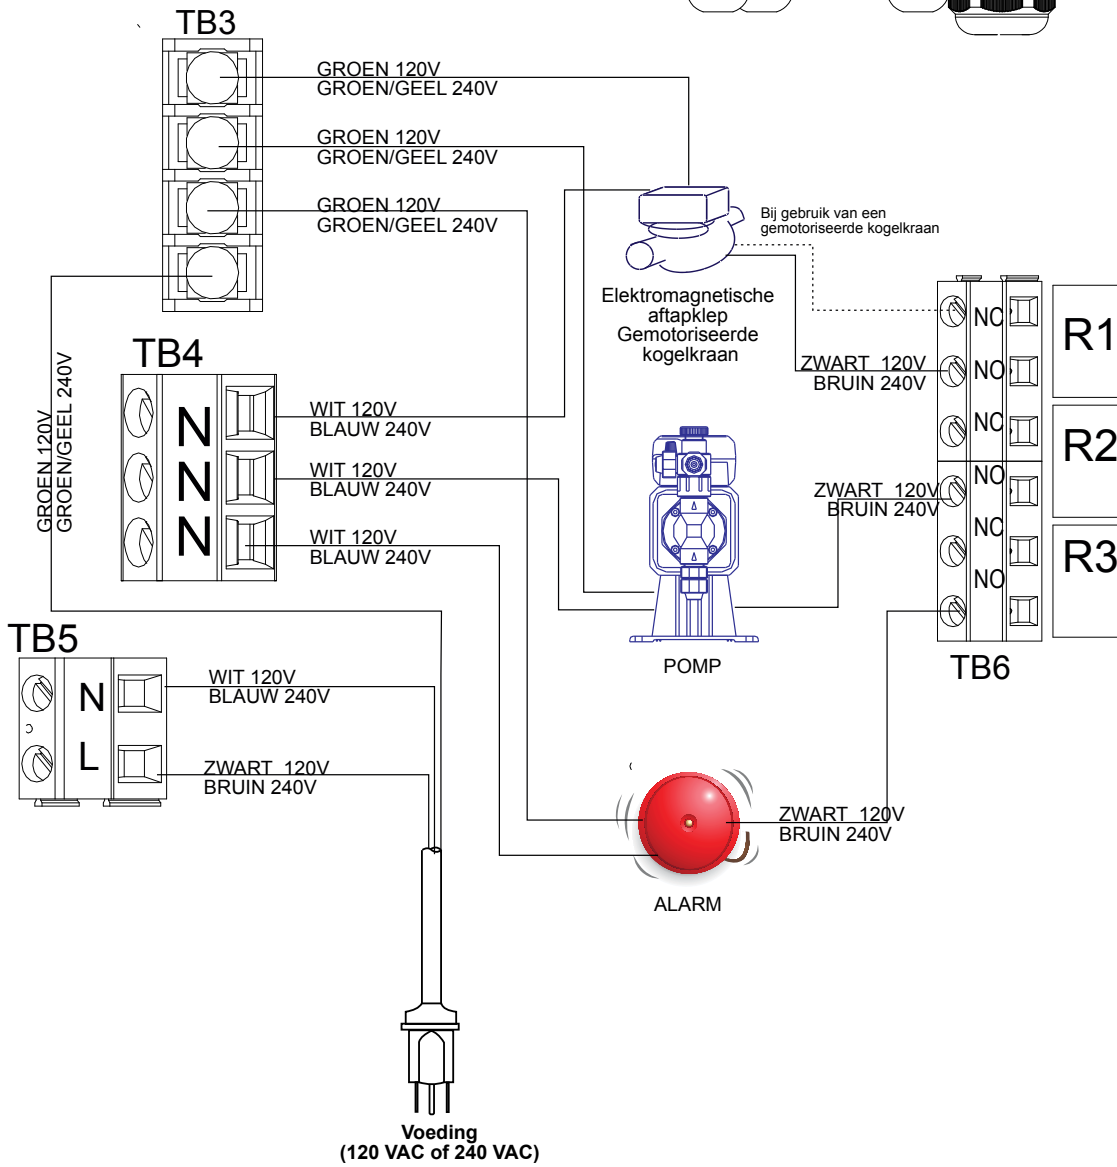 TB3
GROEN 120V
GROEN/GEEL 240V
GROEN 120V
GROEN/GEEL 240V
GROEN 120V
GROEN/GEEL 240V
Bij gebruik van een
gemotoriseerde kogelkraan
Elektromagnetische
aftapklep
Gemotoriseerde
kogelkraan
TB4
N
N
N
WIT 120V
BLAUW 240V
WIT 120V
BLAUW 240V
WIT 120V
BLAUW 240V
GROEN 120V
GROEN/GEEL 240V
ZWART 120V
BRUIN 240V
ZWART 120V
BRUIN 240V
NC
NO
NC
NO
NC
NO
R1
R2
R3
TB6
POMP
TB5
N
L
WIT 120V
BLAUW 240V
ZWART 120V
BRUIN 240V
ZWART 120V
BRUIN 240V
ALARM
Voeding
(120 VAC of 240 VAC)